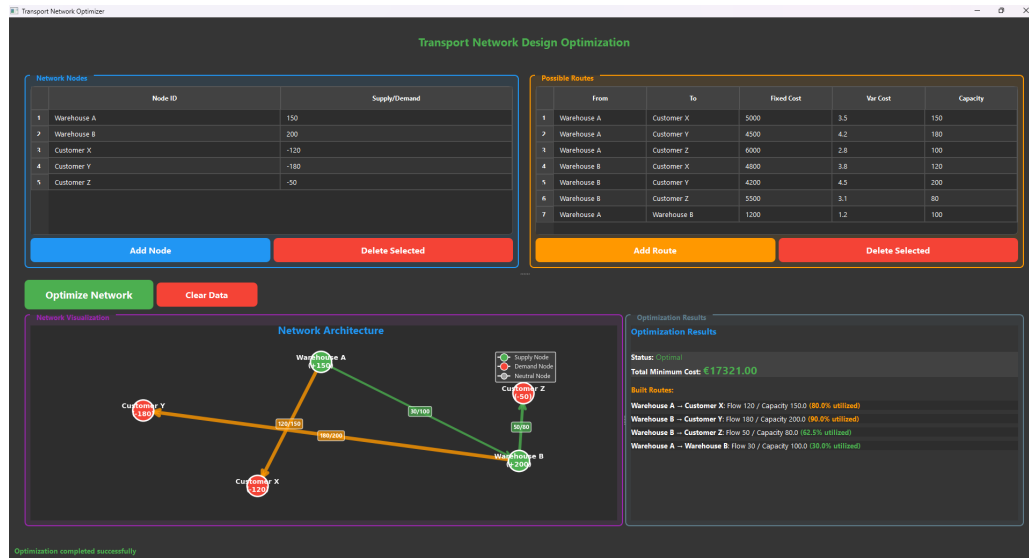 Transport Network Optimizer
Transport Network Design Optimization
Network Nodes
Node ID Supply/Demand
1 Warehouse A 150
2 Warehouse B 200
3 Customer X -120
4 Customer Y -180
5 Customer Z -50
Add Node Delete Selected
Possible Routes
From To Fixed Cost Var Cost Capacity
1 Warehouse A Customer X 5000 3.5 150
2 Warehouse A Customer Y 4500 4.2 180
3 Warehouse A Customer Z 6000 2.8 100
4 Warehouse B Customer X 4800 3.8 120
5 Warehouse B Customer Y 4200 4.5 200
6 Warehouse B Customer Z 5500 3.1 80
7 Warehouse A Warehouse B 1200 1.2 100
Add Route Delete Selected
Optimize Network Clear Data
Network Visualization
Network Architecture
Warehouse A
(+150)
Supply Node
Demand Node
Neutral Node
Customer Z
(-50)
Customer Y
(-180)
30/100
120/150
50/80
180/200
Warehouse B
(+200)
Customer X
(-120)
Optimization Results
Optimization Results
Status: Optimal
Total Minimum Cost: €17321.00
Built Routes:
Warehouse A → Customer X: Flow 120 / Capacity 150.0 (80.0% utilized)
Warehouse B → Customer Y: Flow 180 / Capacity 200.0 (90.0% utilized)
Warehouse B → Customer Z: Flow 50 / Capacity 80.0 (62.5% utilized)
Warehouse A → Warehouse B: Flow 30 / Capacity 100.0 (30.0% utilized)
Optimization completed successfully